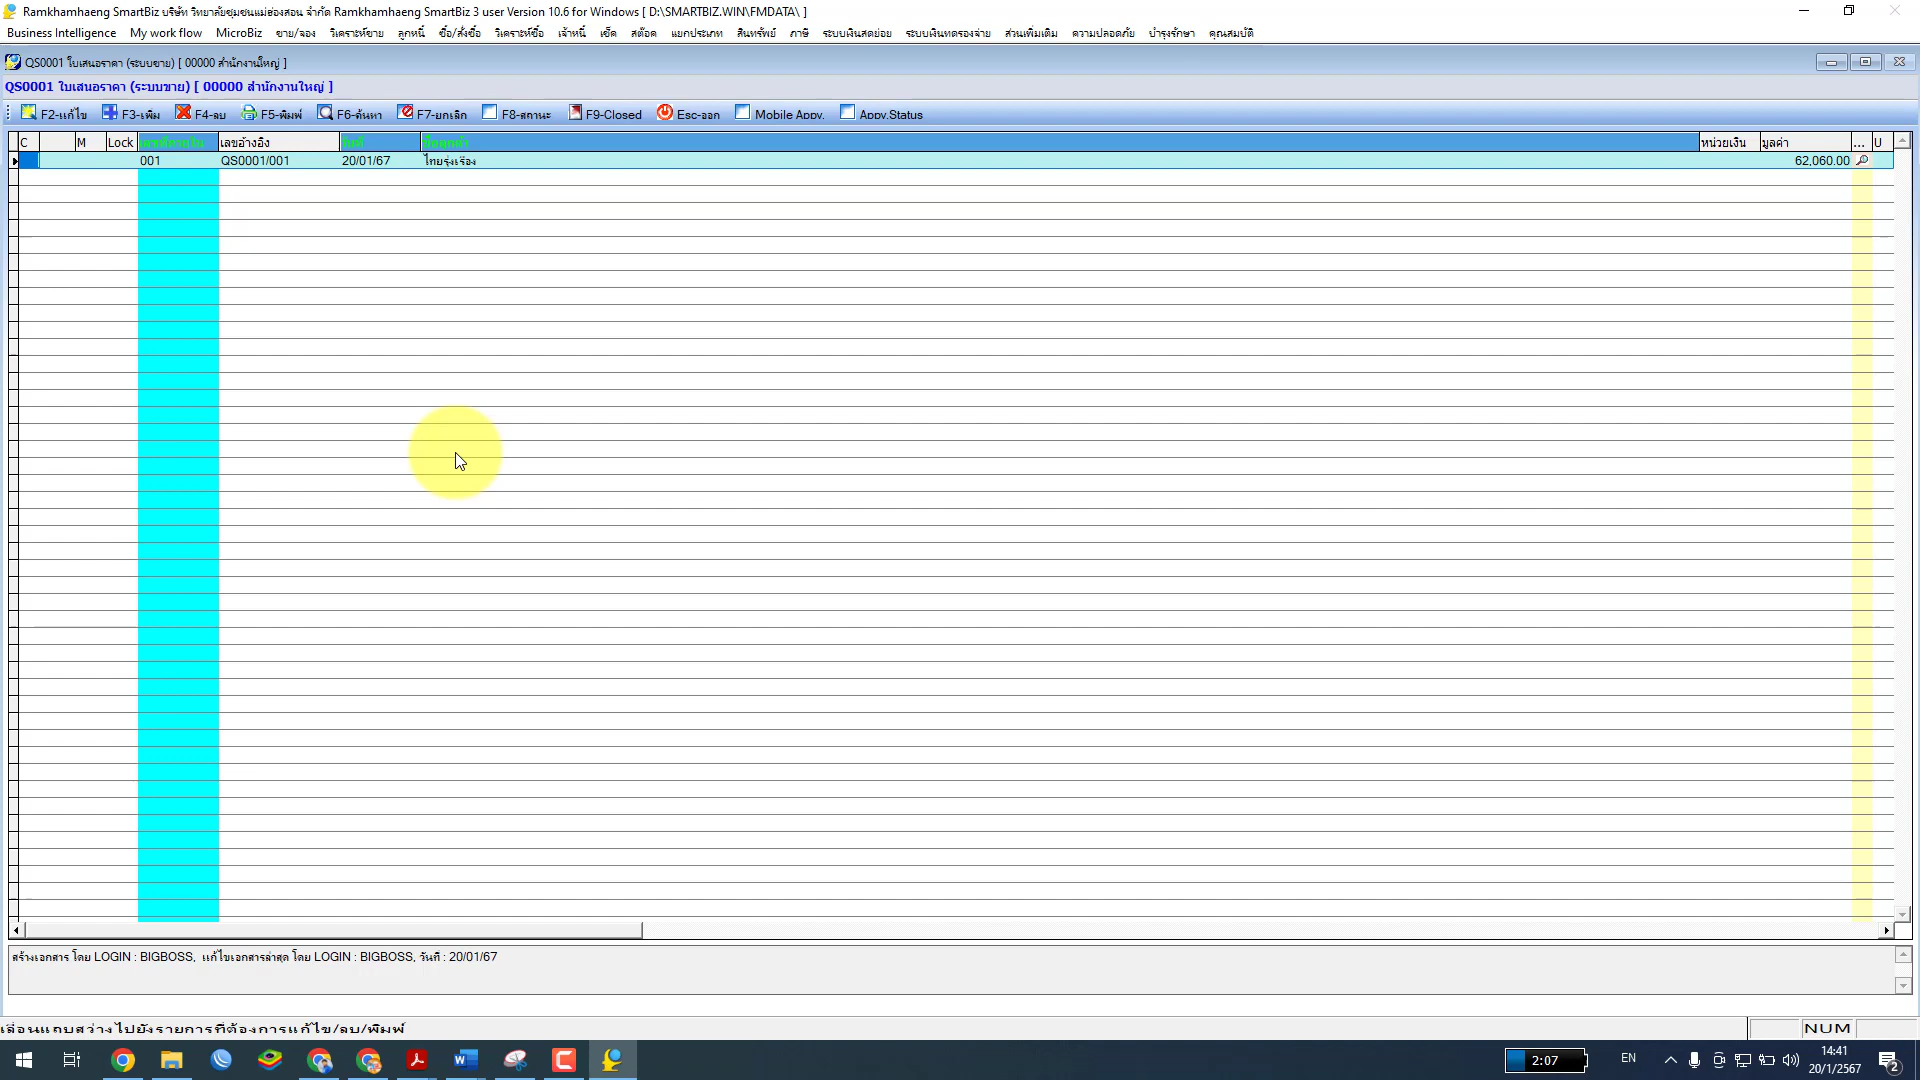 Ramkhamhaeng SmartBiz บริษัท วิทยาลัยชุมชนแม่ฮ่องสอน จำกัด Ramkhamhaeng SmartBiz 3 user Version 10.6 for Windows [ D:\SMARTBIZ.WIN\FMDATA\ ]
Business Intelligence My work flow MicroBiz ขาย/จอง วิเคราะห์ขาย ลูกหนี้ ซื้อ/สั่งซื้อ วิเคราะห์ซื้อ เจ้าหนี้ เช็ค สต๊อค แยกประเภท สินทรัพย์ ภาษี ระบบเงินสดย่อย ระบบเงินทดรองจ่าย ส่วนเพิ่มเติม ความปลอดภัย บำรุงรักษา คุณสมบัติ
QS0001 ใบเสนอราคา (ระบบขาย) [ 00000 สำนักงานใหญ่ ]
QS0001 ใบเสนอราคา (ระบบขาย) [ 00000 สำนักงานใหญ่ ]
F2-แก้ไข F3-เพิ่ม F4-ลบ F5-พิมพ์ F6-ค้นหา F7-ยกเลิก F8-สถานะ F9-Closed Esc-ออก Mobile Appv. Appv.Status
C M Lock เลขอ้างอิง วันที่ ชื่อลูกค้า หน่วยเงิน มูลค่า ... U
001 QS0001/001 20/01/67 ไทยรุ่งเรือง 62,060.00
สร้างเอกสาร โดย LOGIN : BIGBOSS, แก้ไขเอกสารล่าสุด โดย LOGIN : BIGBOSS, วันที่ : 20/01/67
เลื่อนแถบสว่างไปยังรายการที่ต้องการแก้ไข/ลบ/พิมพ์ NUM
2:07 EN 14:41
20/1/2567 2